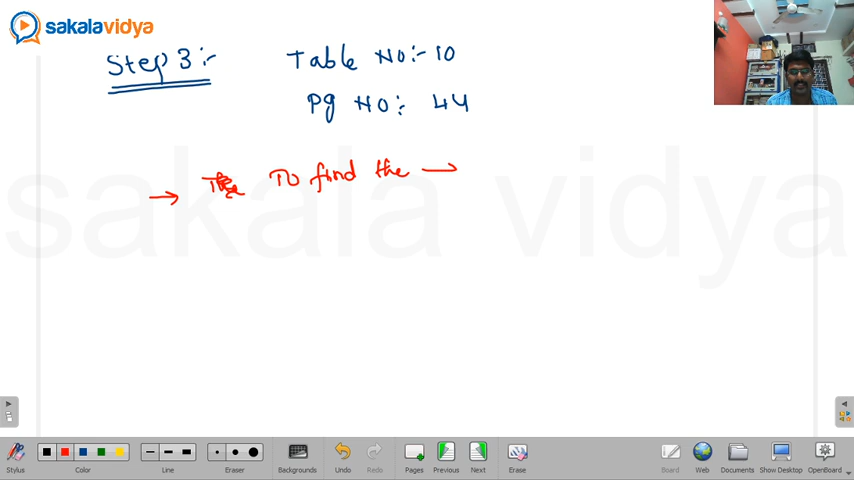 sakalavidya
Step 3:- Table No:- 10
Pg No:- 44
→ To find the →
sakala vidya
Stylus Color Line Eraser Backgrounds Undo Redo Pages Previous Next Erase Board Web Documents Show Desktop OpenBoard